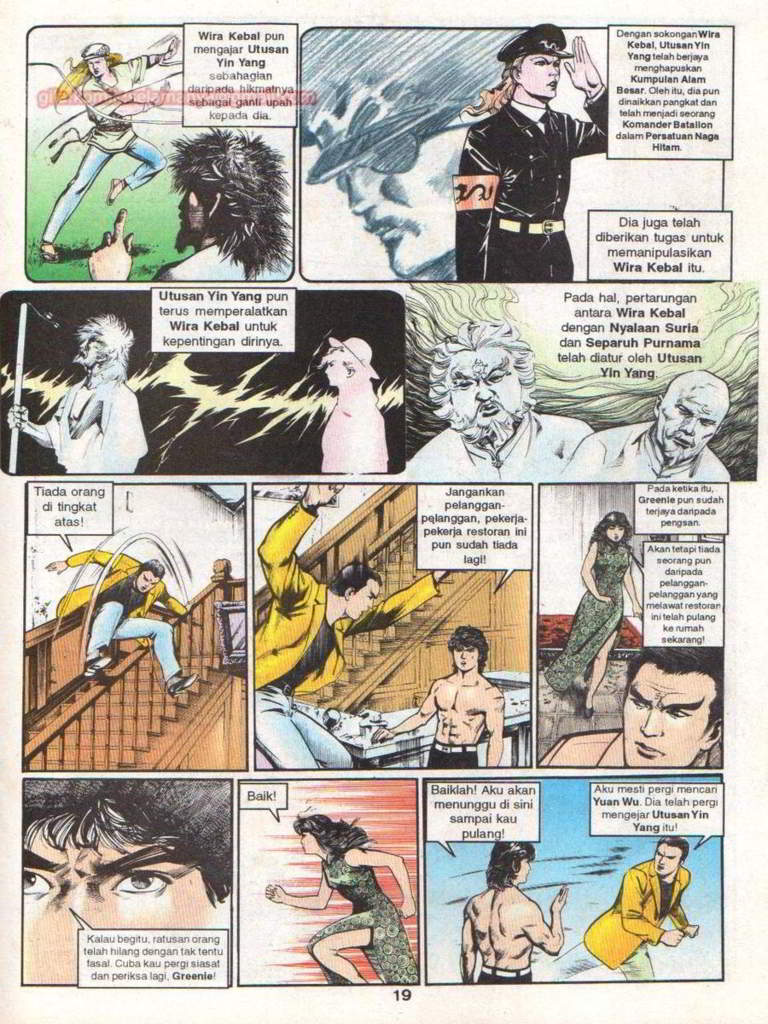 Wira Kebal pun
mengajar Utusan
Yin Yang
sebahagian
daripada hikmatnya
sebagai ganti upah
kepada dia.
Dengan sokongan Wira
Kebal, Utusan Yin
Yang telah berjaya
menghapuskan
Kumpulan Alam
Besar. Oleh itu, dia pun
dinaikkan pangkat dan
telah menjadi seorang
Komander Batalion
dalam Persatuan Naga
Hitam.
Dia juga telah
diberikan tugas untuk
memanipulasikan
Wira Kebal itu.
Utusan Yin Yang pun
terus memperalatkan
Wira Kebal untuk
kepentingan dirinya.
Pada hal, pertarungan
antara Wira Kebal
dengan Nyalaan Suria
dan Separuh Purnama
telah diatur oleh Utusan
Yin Yang.
Tiada orang
di tingkat
atas!
Jangankan
pelanggan-
pelanggan, pekerja-
pekerja restoran ini
pun sudah tiada
lagi!
Pada ketika itu,
Greenie pun sudah
terjaya daripada
pengsan.
Akan tetapi tiada
seorang pun
daripada
pelanggan-
pelanggan yang
melawat restoran
ini telah pulang
ke rumah
sekarang!
Kalau begitu, ratusan orang
telah hilang dengan tak tentu
fasal. Cuba kau pergi siasat
dan periksa lagi, Greenie!
Baik!
Baiklah! Aku akan
menunggu di sini
sampai kau
pulang!
Aku mesti pergi mencari
Yuan Wu. Dia telah pergi
mengejar Utusan Yin
Yang itu!
19